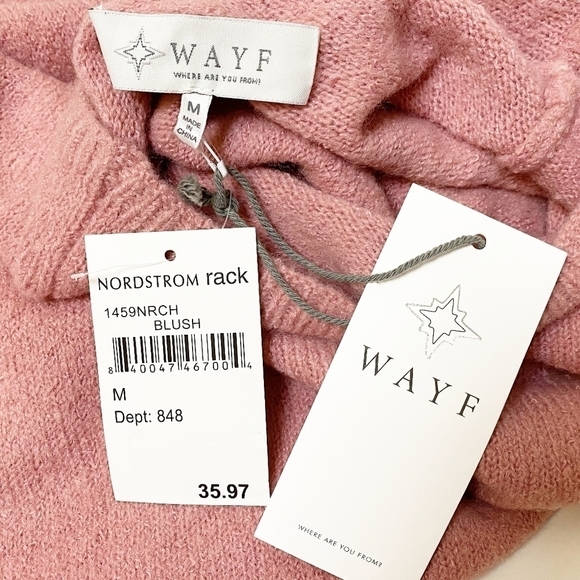 WAYF
WHERE ARE YOU FROM?
M
MADE
IN
CHINA
NORDSTROM rack
1459NRCH
BLUSH
8 40047 46700 4
M
Dept: 848
35.97
WAYF
WHERE ARE YOU FROM?